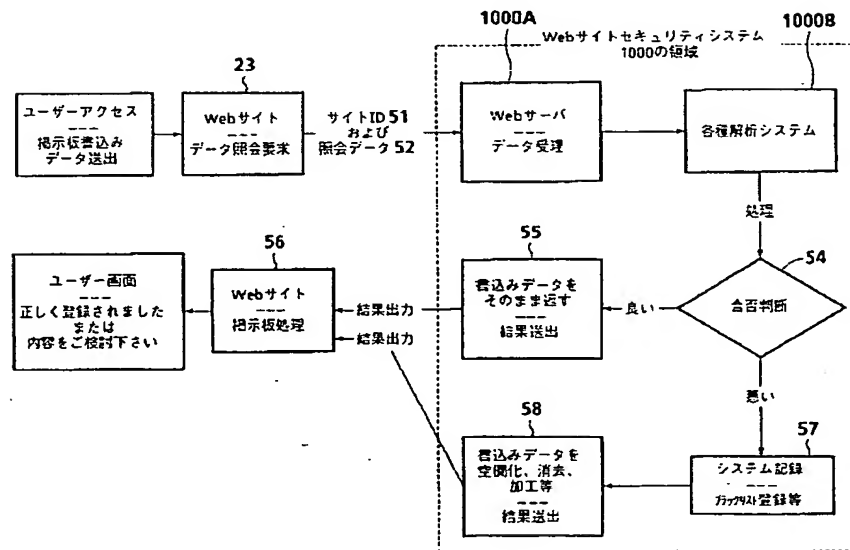 1000A
1000B
Webサイトセキュリティシステム
1000の領域
23
ユーザーアクセス
掲示板書込み
データ送出
Webサイト
データ照会要求
サイトID 51
および
照会データ 52
Webサーバ
データ受理
各種解析システム
処理
54
合否判断
良い
悪い
55
書込みデータを
そのまま返す
結果送出
結果出力
結果出力
56
Webサイト
掲示板処理
ユーザー画面
正しく登録されました
または
内容をご検討下さい
57
システム記録
ブラックリスト登録等
58
書込みデータを
空欄化、消去、
加工等
結果送出